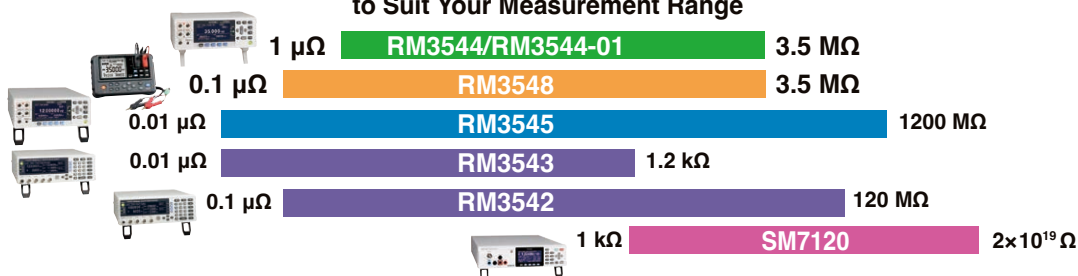 to Suit Your Measurement Range
1 µΩ RM3544/RM3544-01 3.5 MΩ
0.1 µΩ RM3548 3.5 MΩ
0.01 µΩ RM3545 1200 MΩ
0.01 µΩ RM3543 1.2 kΩ
0.1 µΩ RM3542 120 MΩ
1 kΩ SM7120 2×10¹⁹ Ω